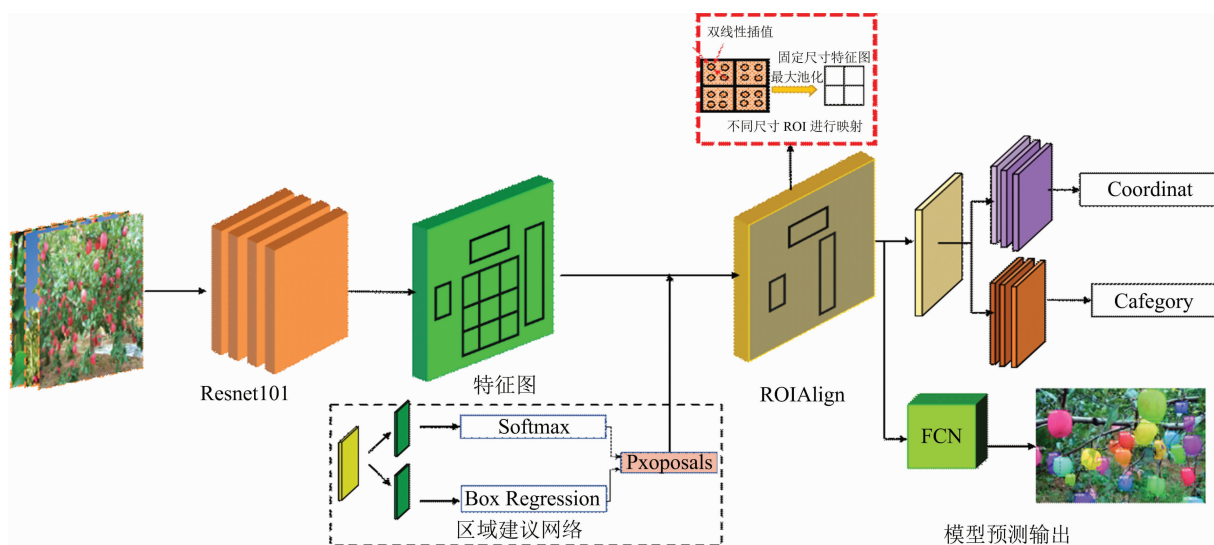 双线性插值
固定尺寸特征图
最大池化
不同尺寸 ROI 进行映射
Coordinat
Cafegory
Resnet101
特征图
ROIAlign
FCN
Softmax
Pxoposals
Box Regression
区域建议网络
模型预测输出